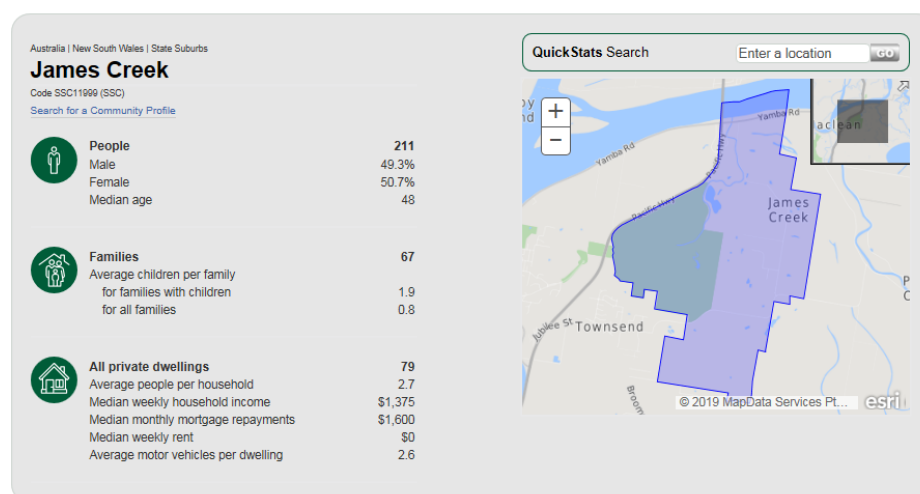 Australia | New South Wales | State Suburbs
James Creek
Code SSC11999 (SSC)
Search for a Community Profile
People 211
Male 49.3%
Female 50.7%
Median age 48
Families 67
Average children per family
for families with children 1.9
for all families 0.8
All private dwellings 79
Average people per household 2.7
Median weekly household income $1,375
Median monthly mortgage repayments $1,600
Median weekly rent $0
Average motor vehicles per dwelling 2.6
QuickStats Search Enter a location GO
+
−
Yamba Rd
aclean
Yamba Rd
Pacific Hwy
Pacific Hwy
James
Creek
Jubilee St
Townsend
Broom
© 2019 MapData Services Pt...
esri